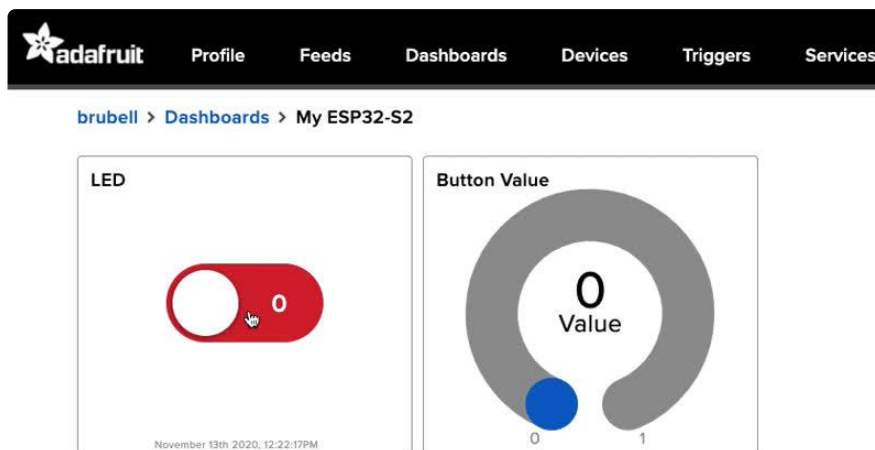 adafruit Profile Feeds Dashboards Devices Triggers Services
brubell > Dashboards > My ESP32-S2
LED
0
November 13th 2020, 12:22:17PM
Button Value
0
Value
0 1